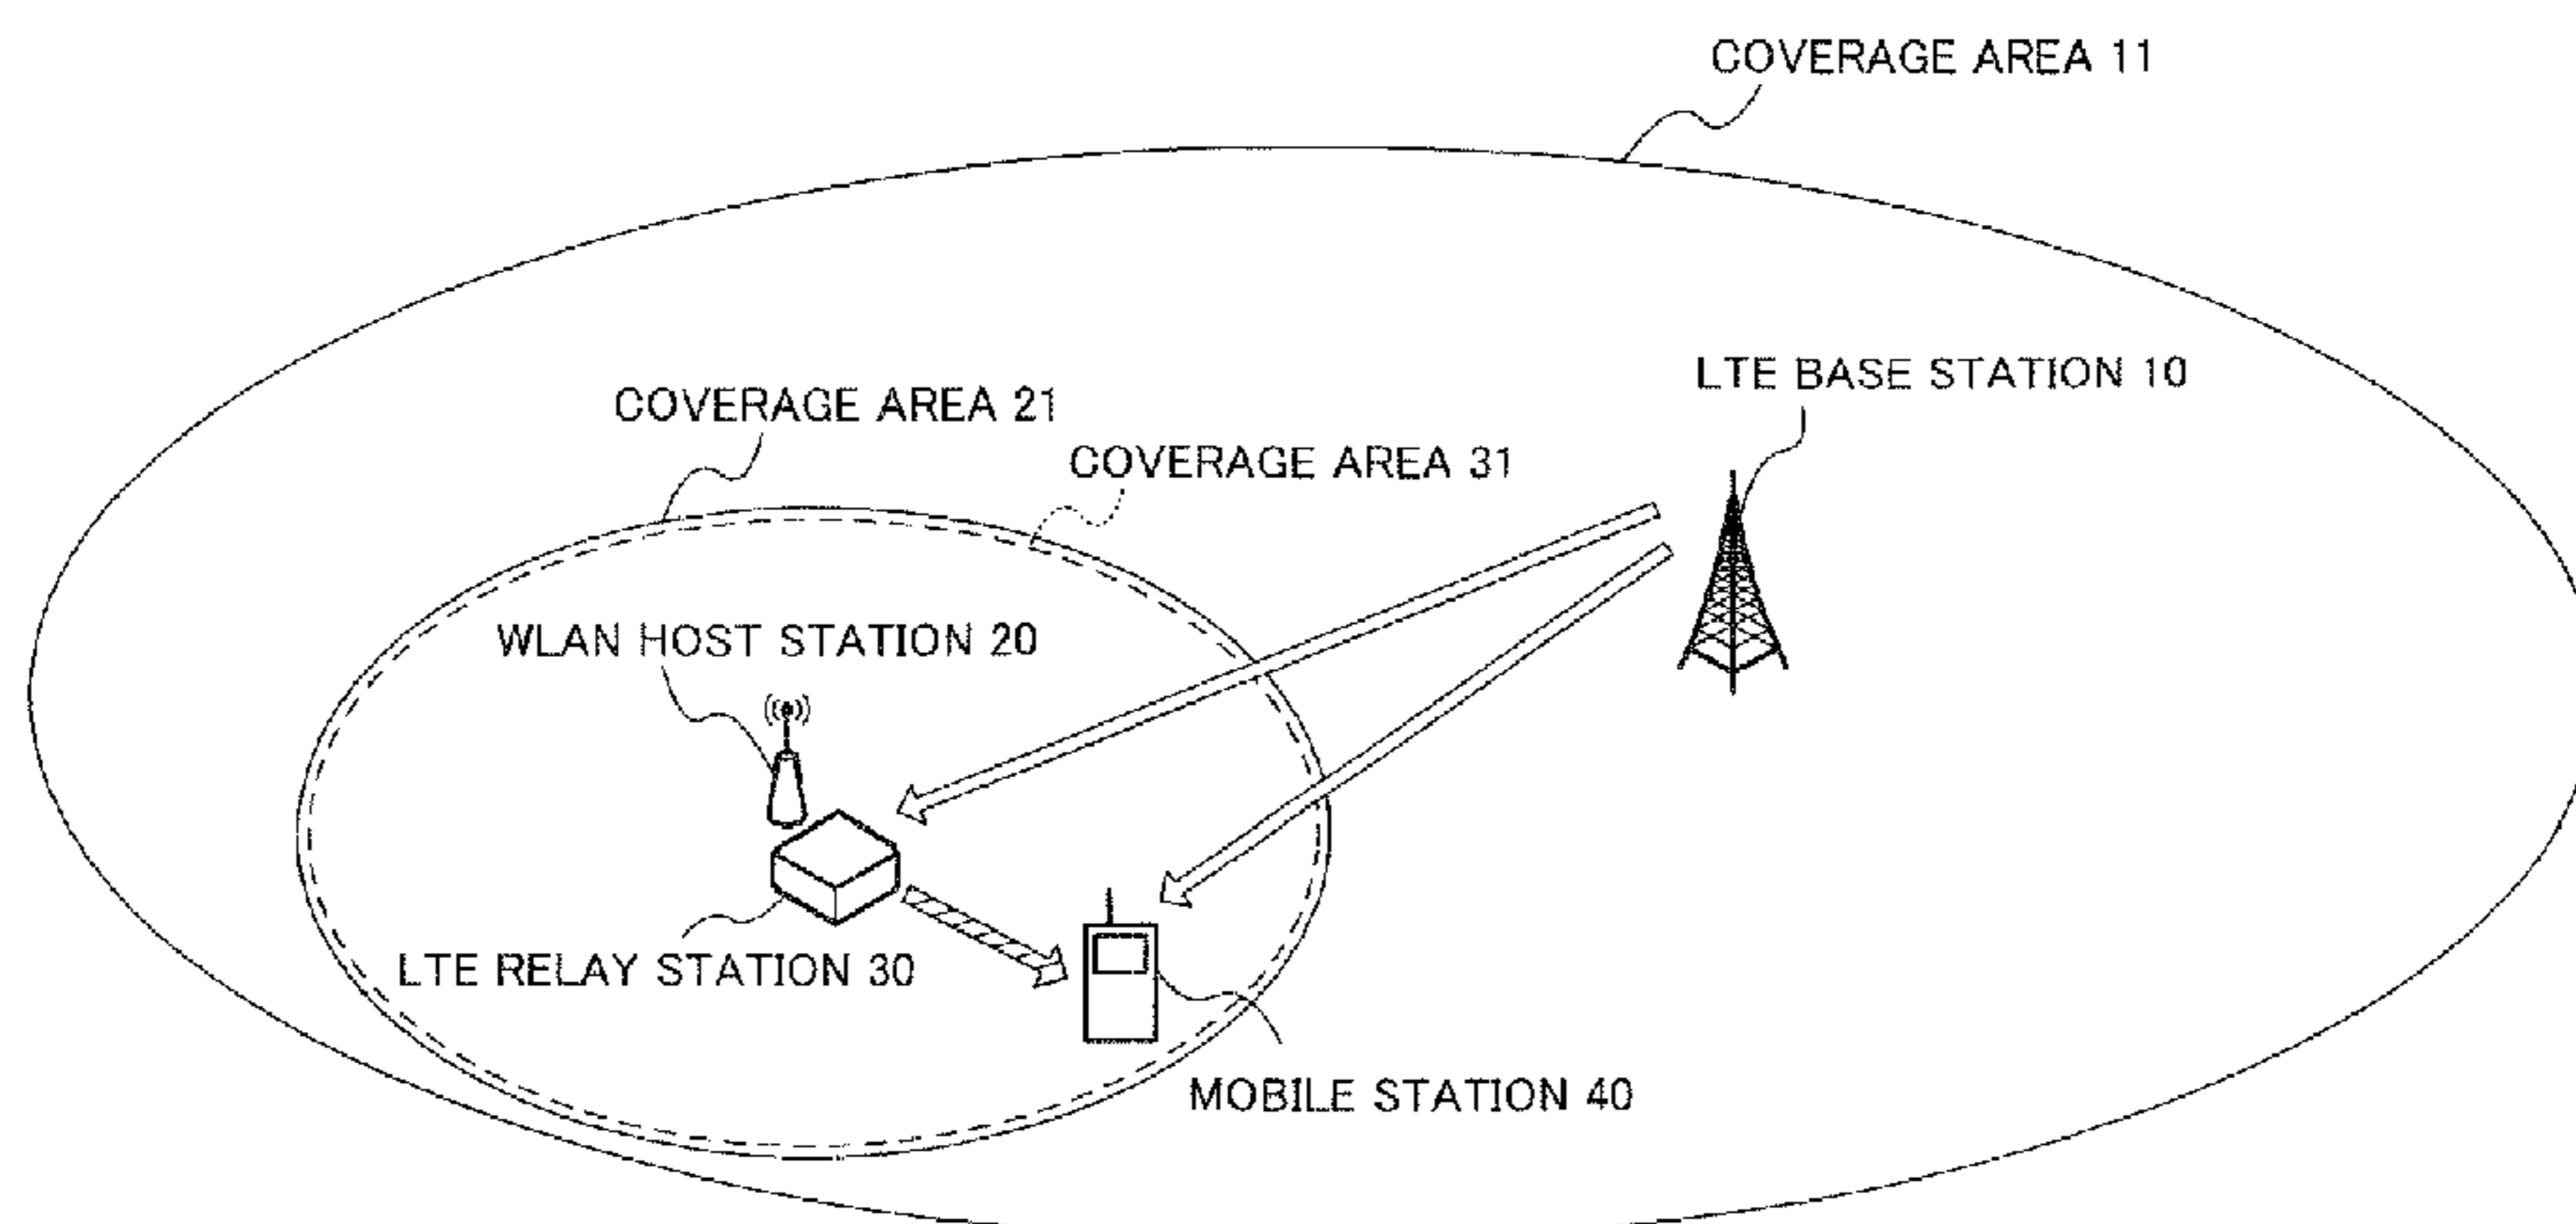 COVERAGE AREA 11
LTE BASE STATION 10
COVERAGE AREA 21
COVERAGE AREA 31
WLAN HOST STATION 20
LTE RELAY STATION 30
MOBILE STATION 40